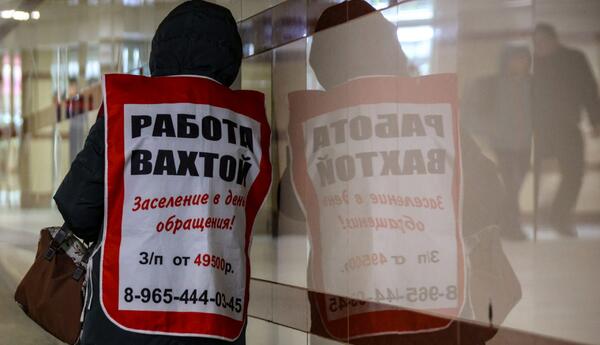 РАБОТА
ВАХТОЙ
Заселение в день
обращения!
З/п от 49500р.
8-965-444-03-45